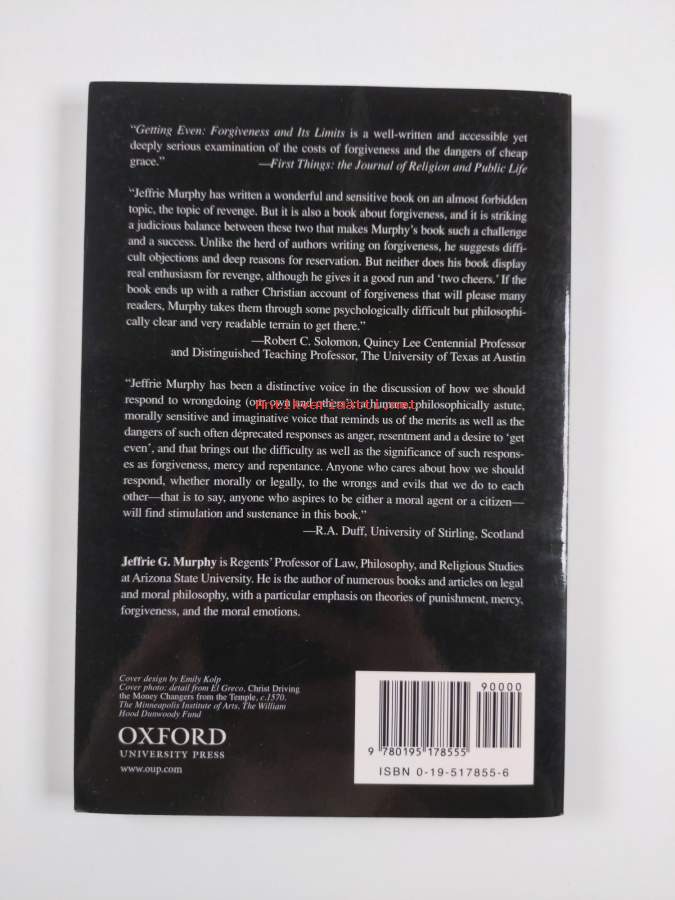 “Getting Even: Forgiveness and Its Limits is a well-written and accessible yet
deeply serious examination of the costs of forgiveness and the dangers of cheap
grace.” —First Things: the Journal of Religion and Public Life
“Jeffrie Murphy has written a wonderful and sensitive book on an almost forbidden
topic, the topic of revenge. But it is also a book about forgiveness, and it is striking
a judicious balance between these two that makes Murphy's book such a challenge
and a success. Unlike the herd of authors writing on forgiveness, he suggests diffi-
cult objections and deep reasons for reservation. But neither does his book display
real enthusiasm for revenge, although he gives it a good run and ‘two cheers.’ If the
book ends up with a rather Christian account of forgiveness that will please many
readers, Murphy takes them through some psychologically difficult but philosophi-
cally clear and very readable terrain to get there.”
—Robert C. Solomon, Quincy Lee Centennial Professor
and Distinguished Teaching Professor, The University of Texas at Austin
“Jeffrie Murphy has been a distinctive voice in the discussion of how we should
respond to wrongdoing (our own and others'): a humane, philosophically astute,
morally sensitive and imaginative voice that reminds us of the merits as well as the
dangers of such often deprecated responses as anger, resentment and a desire to ‘get
even’, and that brings out the difficulty as well as the significance of such respons-
es as forgiveness, mercy and repentance. Anyone who cares about how we should
respond, whether morally or legally, to the wrongs and evils that we do to each
other—that is to say, anyone who aspires to be either a moral agent or a citizen—
will find stimulation and sustenance in this book.”
—R.A. Duff, University of Stirling, Scotland
Jeffrie G. Murphy is Regents' Professor of Law, Philosophy, and Religious Studies
at Arizona State University. He is the author of numerous books and articles on legal
and moral philosophy, with a particular emphasis on theories of punishment, mercy,
forgiveness, and the moral emotions.
Cover design by Emily Kolp
Cover photo: detail from El Greco, Christ Driving
the Money Changers from the Temple, c.1570,
The Minneapolis Institute of Arts, The William
Hood Dunwoody Fund
OXFORD
UNIVERSITY PRESS
www.oup.com
90000
9 780195 178555
ISBN 0-19-517855-6